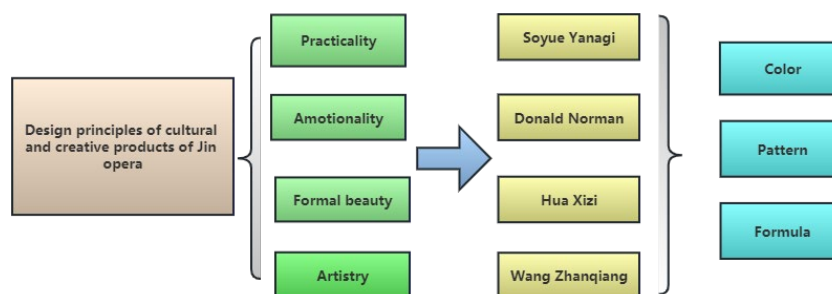 Design principles of cultural
and creative products of Jin
opera
Practicality
Amotionality
Formal beauty
Artistry
Soyue Yanagi
Donald Norman
Hua Xizi
Wang Zhanqiang
Color
Pattern
Formula